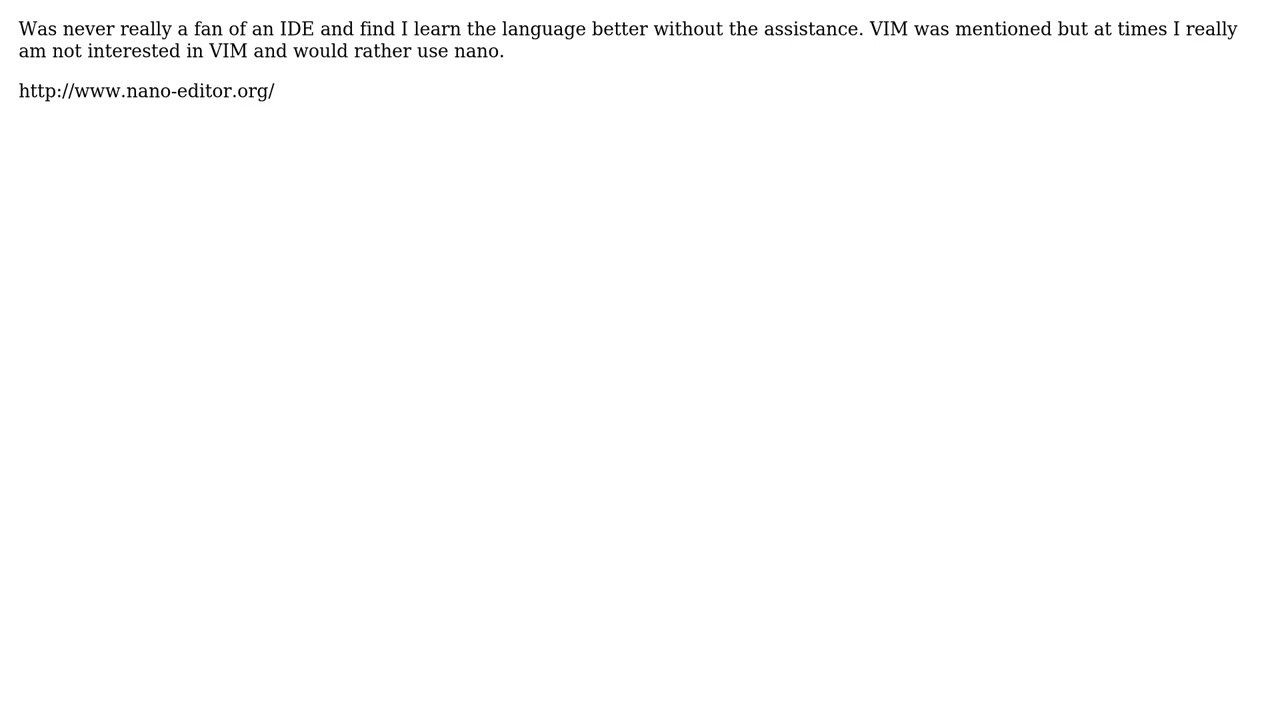 Was never really a fan of an IDE and find I learn the language better without the assistance. VIM was mentioned but at times I really
am not interested in VIM and would rather use nano.
http://www.nano-editor.org/